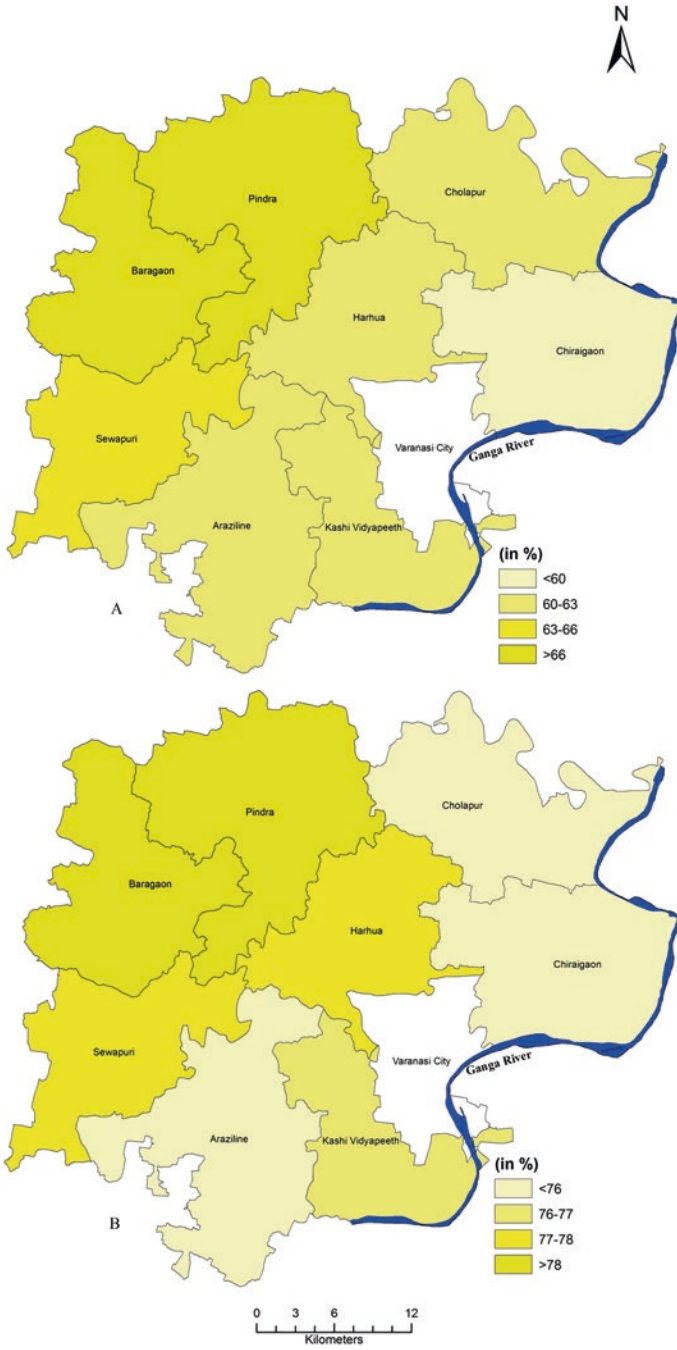 N
Pindra
Cholapur
Baragaon
Harhua
Chiraigaon
Sewapuri
Varanasi City
Ganga River
Araziline
Kashi Vidyapeeth
A
(in %)
<60
60-63
63-66
>66
Pindra
Cholapur
Baragaon
Harhua
Chiraigaon
Sewapuri
Varanasi City
Ganga River
Araziline
Kashi Vidyapeeth
B
(in %)
<76
76-77
77-78
>78
0 3 6 12
Kilometers